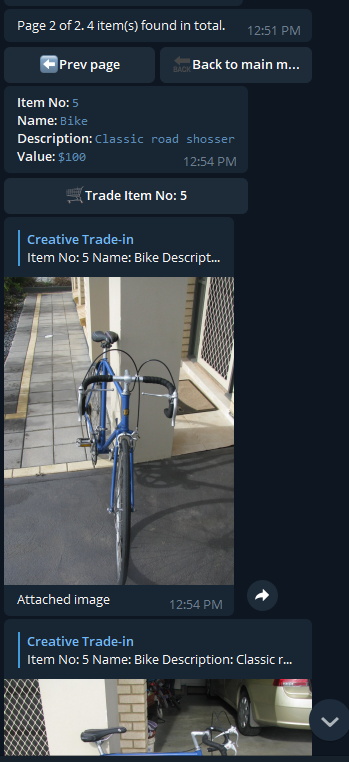 Page 2 of 2. 4 item(s) found in total.
12:51 PM
Prev page
BACK
Back to main m...
Item No: 5
Name: Bike
Description: Classic road shosser
Value: $100
12:54 PM
Trade Item No: 5
Creative Trade-in
Item No: 5 Name: Bike Descript...
Attached image
12:54 PM
Creative Trade-in
Item No: 5 Name: Bike Description: Classic r...